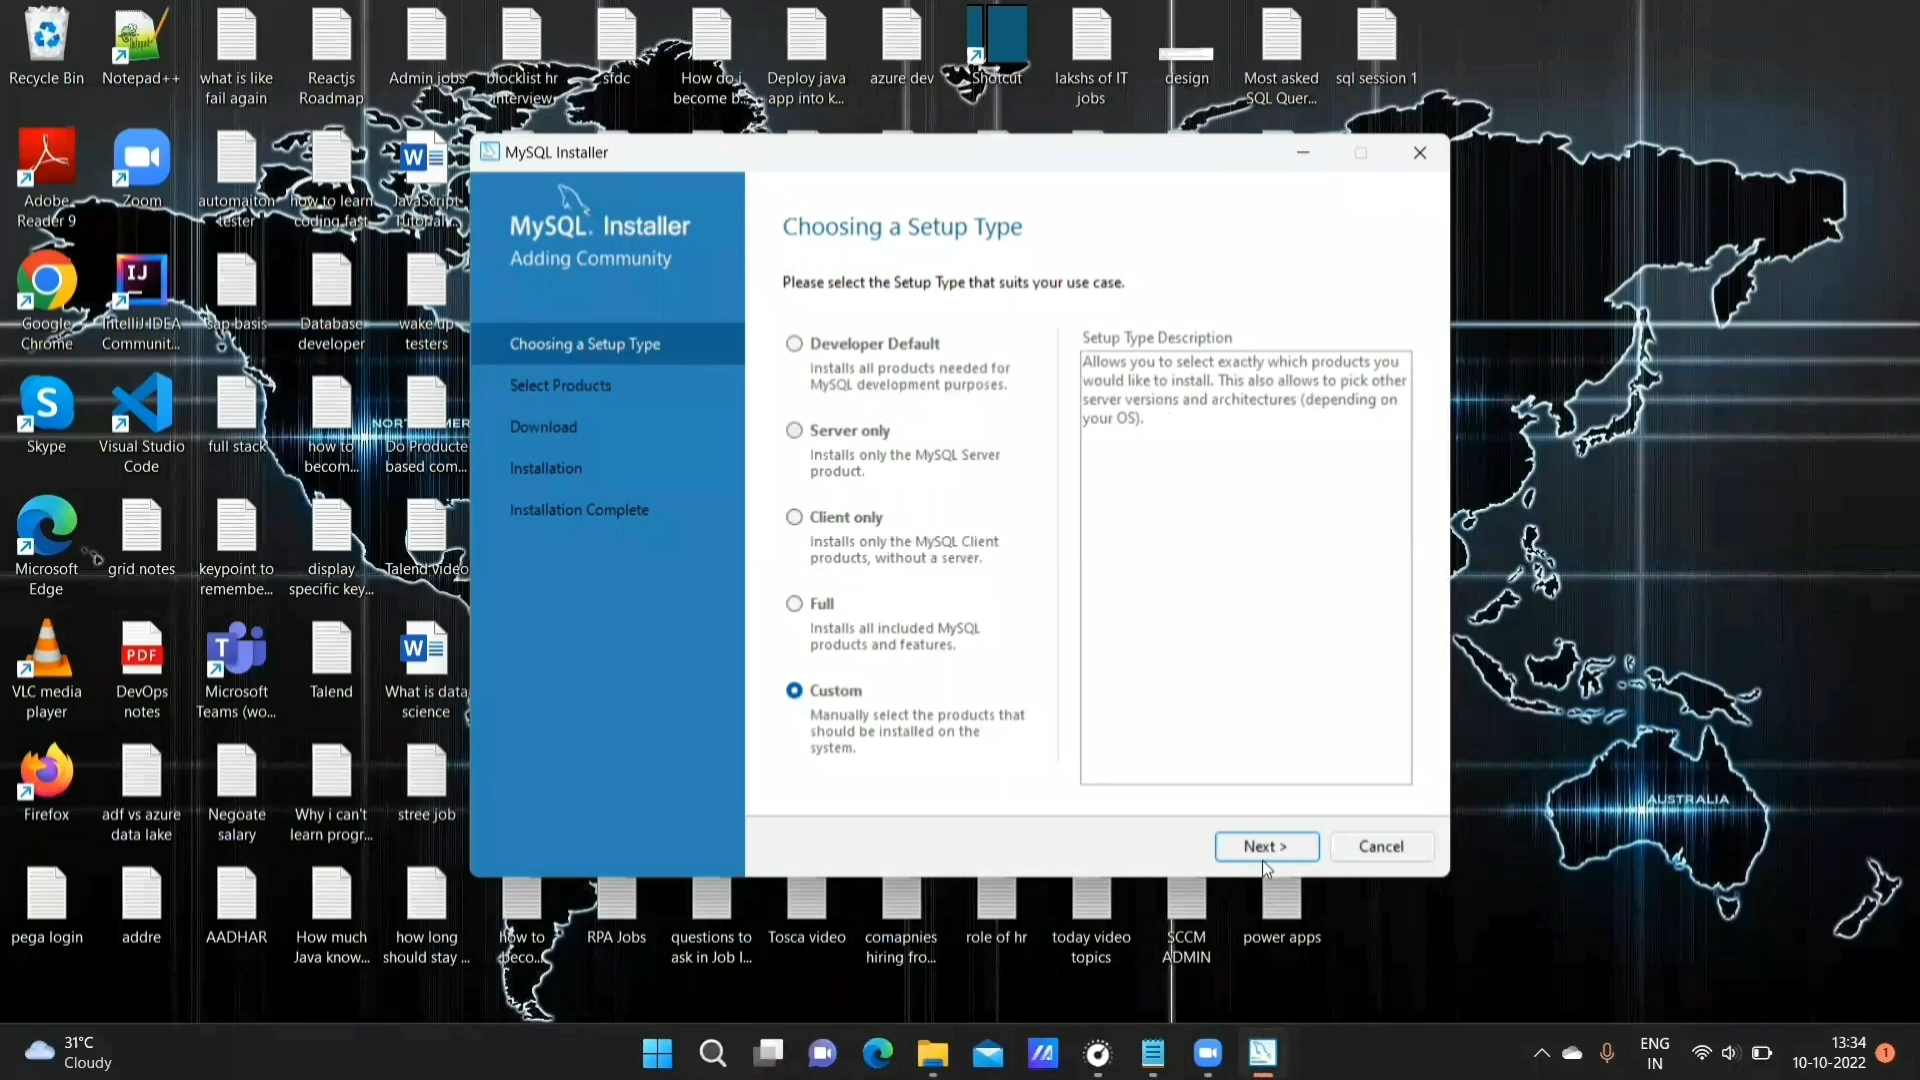 Recycle Bin
Notepad++
what is like
fail again
Reactjs
Roadmap
Admin jobs
blocklist hr
interview
sfdc
How do i
become b...
Deploy java
app into k...
azure dev
Shotcut
lakshs of IT
jobs
design
Most asked
SQL Quer...
sql session 1
Adobe
Reader 9
Zoom
automaiton
tester
how to learn
coding fast
JavaScript
Tutorial...
Google
Chrome
IntelliJ IDEA
Communit...
sap basis
Database
developer
wake up
testers
Skype
Visual Studio
Code
full stack
how to
becom...
Do Producte
based com...
Microsoft
Edge
grid notes
keypoint to
remembe...
display
specific key...
Talend video
VLC media
player
DevOps
notes
Microsoft
Teams (wo...
Talend
What is data
science
Firefox
adf vs azure
data lake
Negoate
salary
Why i can't
learn progr...
stree job
pega login
addre
AADHAR
How much
Java know...
how long
should stay ...
how to
beco...
RPA Jobs
questions to
ask in Job I...
Tosca video
comapnies
hiring fro...
role of hr
today video
topics
SCCM
ADMIN
power apps
MySQL Installer
MySQL. Installer
Adding Community
Choosing a Setup Type
Select Products
Download
Installation
Installation Complete
Choosing a Setup Type
Please select the Setup Type that suits your use case.
Developer Default
Installs all products needed for
MySQL development purposes.
Server only
Installs only the MySQL Server
product.
Client only
Installs only the MySQL Client
products, without a server.
Full
Installs all included MySQL
products and features.
Custom
Manually select the products that
should be installed on the
system.
Setup Type Description
Allows you to select exactly which products you
would like to install. This also allows to pick other
server versions and architectures (depending on
your OS).
Next >
Cancel
AUSTRALIA
31°C
Cloudy
ENG
IN
13:34
10-10-2022
1